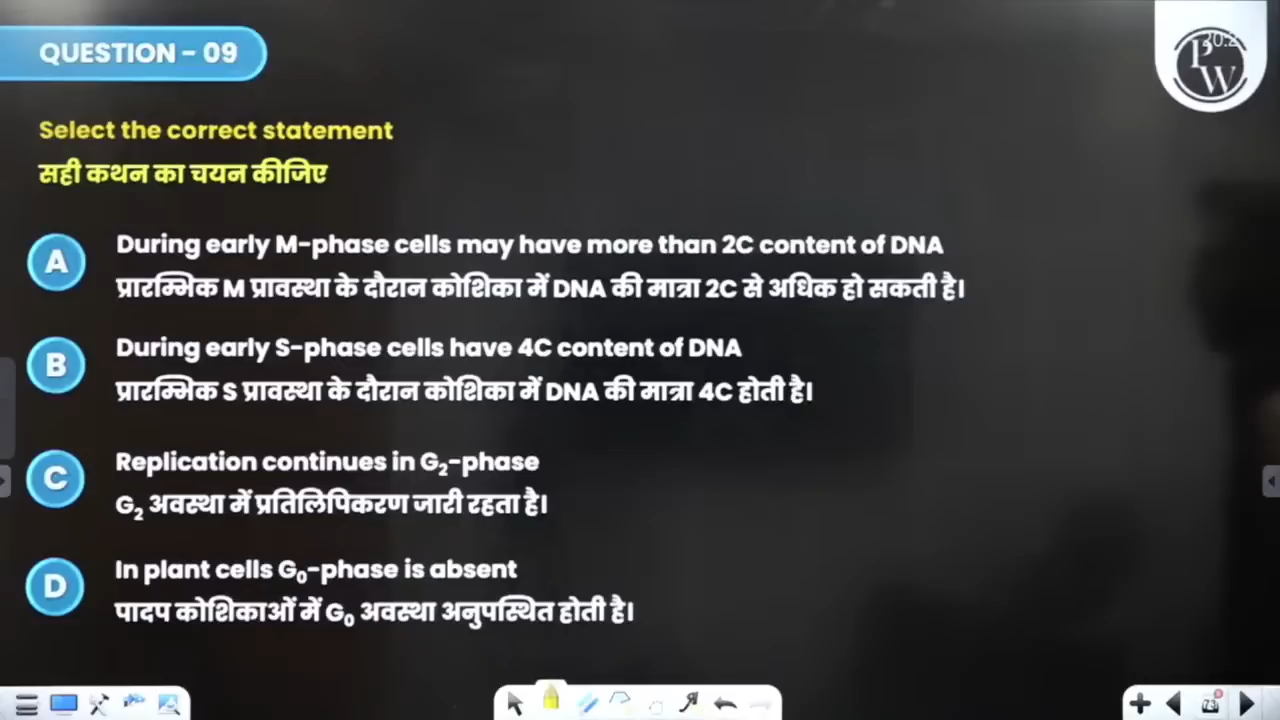 QUESTION - 09
Select the correct statement
सही कथन का चयन कीजिए
A During early M-phase cells may have more than 2C content of DNA
प्रारम्भिक M प्रावस्था के दौरान कोशिका में DNA की मात्रा 2C से अधिक हो सकती है।
B During early S-phase cells have 4C content of DNA
प्रारम्भिक S प्रावस्था के दौरान कोशिका में DNA की मात्रा 4C होती है।
C Replication continues in G₂-phase
G₂ अवस्था में प्रतिलिपिकरण जारी रहता है।
D In plant cells G₀-phase is absent
पादप कोशिकाओं में G₀ अवस्था अनुपस्थित होती है।
PW
73